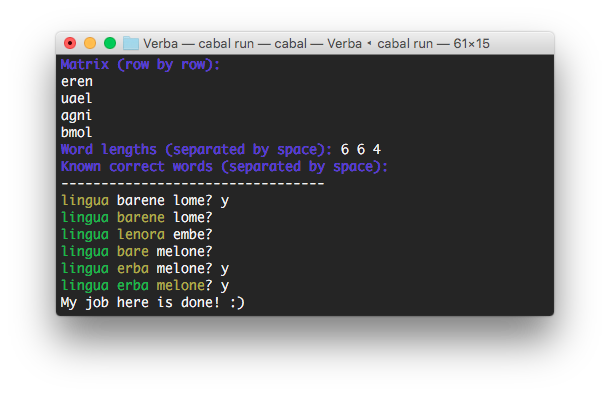 Verba — cabal run — cabal — Verba ◂ cabal run — 61×15
Matrix (row by row):
eren
uael
agni
bmol
Word lengths (separated by space): 6 6 4
Known correct words (separated by space):
---------------------------------
lingua barene lome? y
lingua barene lome?
lingua lenora embe?
lingua bare melone?
lingua erba melone? y
lingua erba melone? y
My job here is done! :)